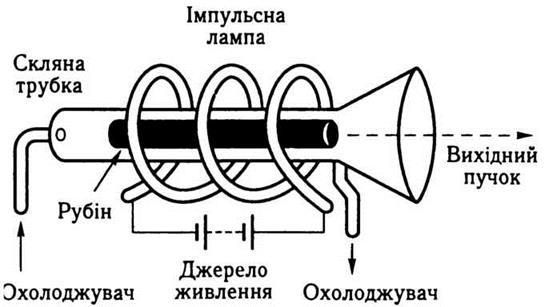 Імпульсна
лампа
Скляна
трубка
Вихідний
пучок
Рубін
Джерело
живлення
Охолоджувач
Охолоджувач